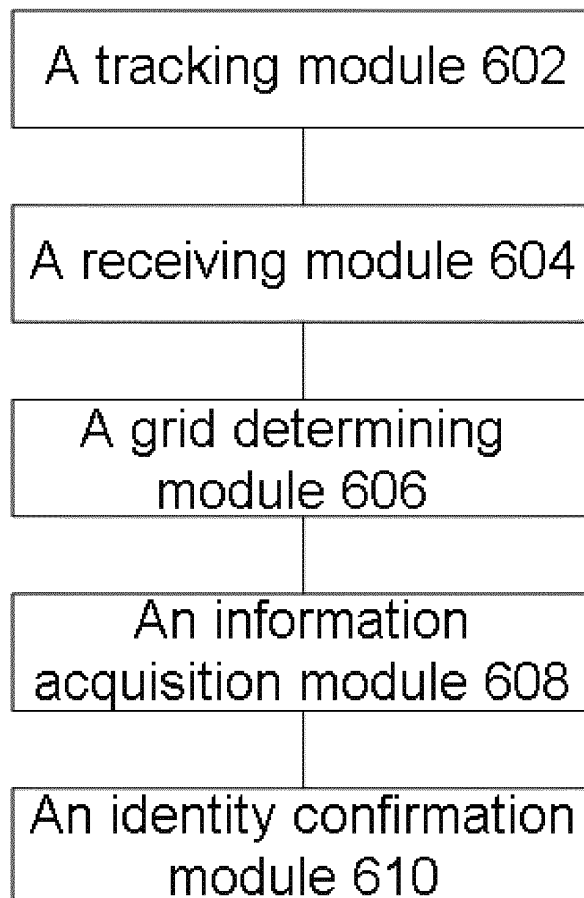 A tracking module 602
A receiving module 604
A grid determining
module 606
An information
acquisition module 608
An identity confirmation
module 610